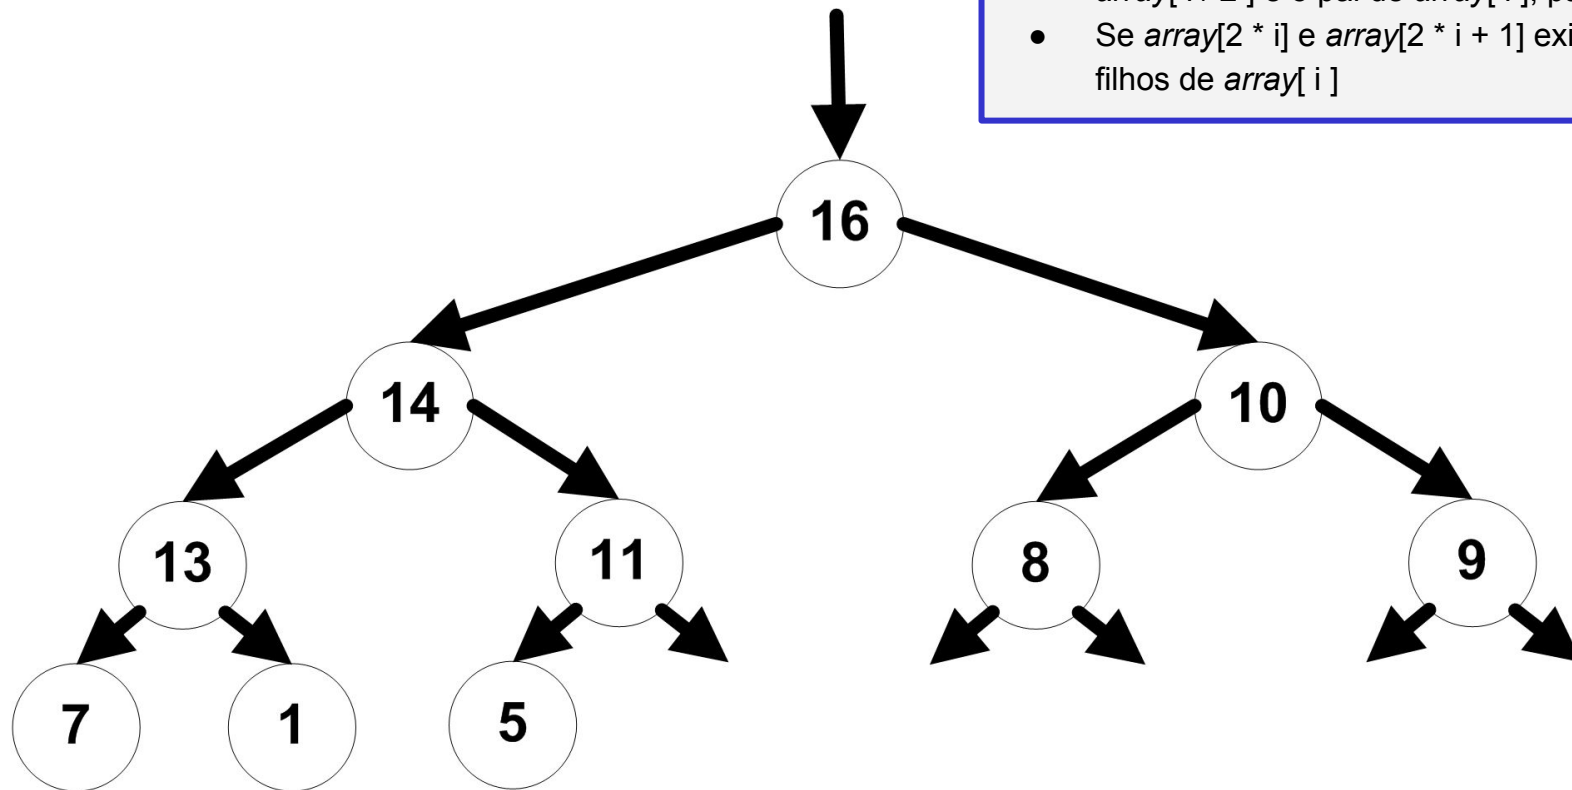 ● Se array[2 * i] e array[2 * i + 1]
filhos de array[ i ]
16
14 10
13 11 8 9
7 1 5